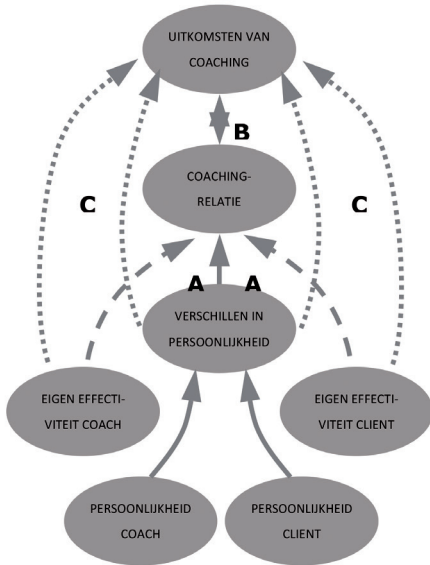 UITKOMSTEN VAN
COACHING
B
COACHING-
RELATIE
C
C
A
A
VERSCHILLEN IN
PERSOONLIJKHEID
EIGEN EFFECTI-
VITEIT COACH
EIGEN EFFECTI-
VITEIT CLIENT
PERSOONLIJKHEID
COACH
PERSOONLIJKHEID
CLIENT